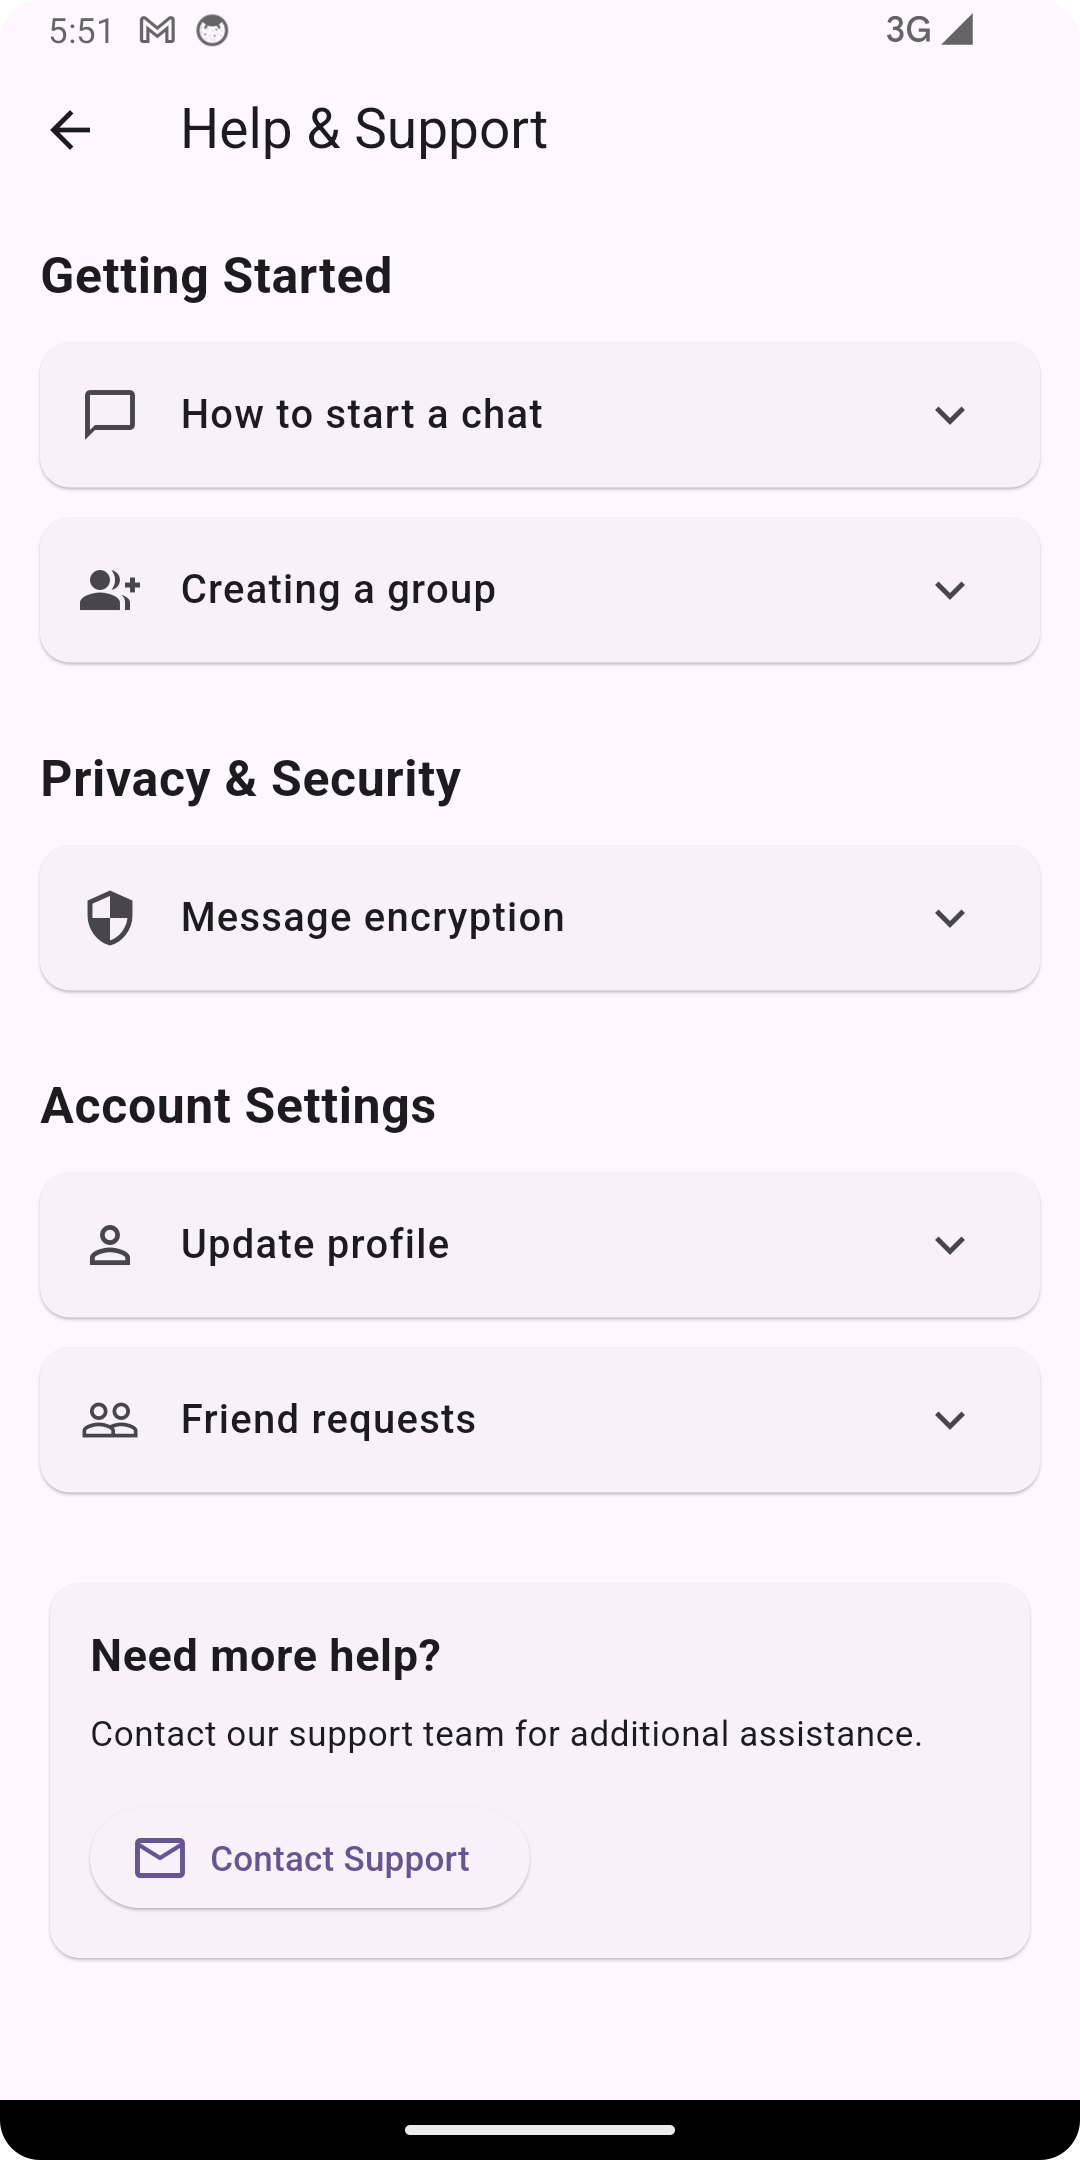 5:51
3G
Help & Support
Getting Started
How to start a chat
Creating a group
Privacy & Security
Message encryption
Account Settings
Update profile
Friend requests
Need more help?
Contact our support team for additional assistance.
Contact Support